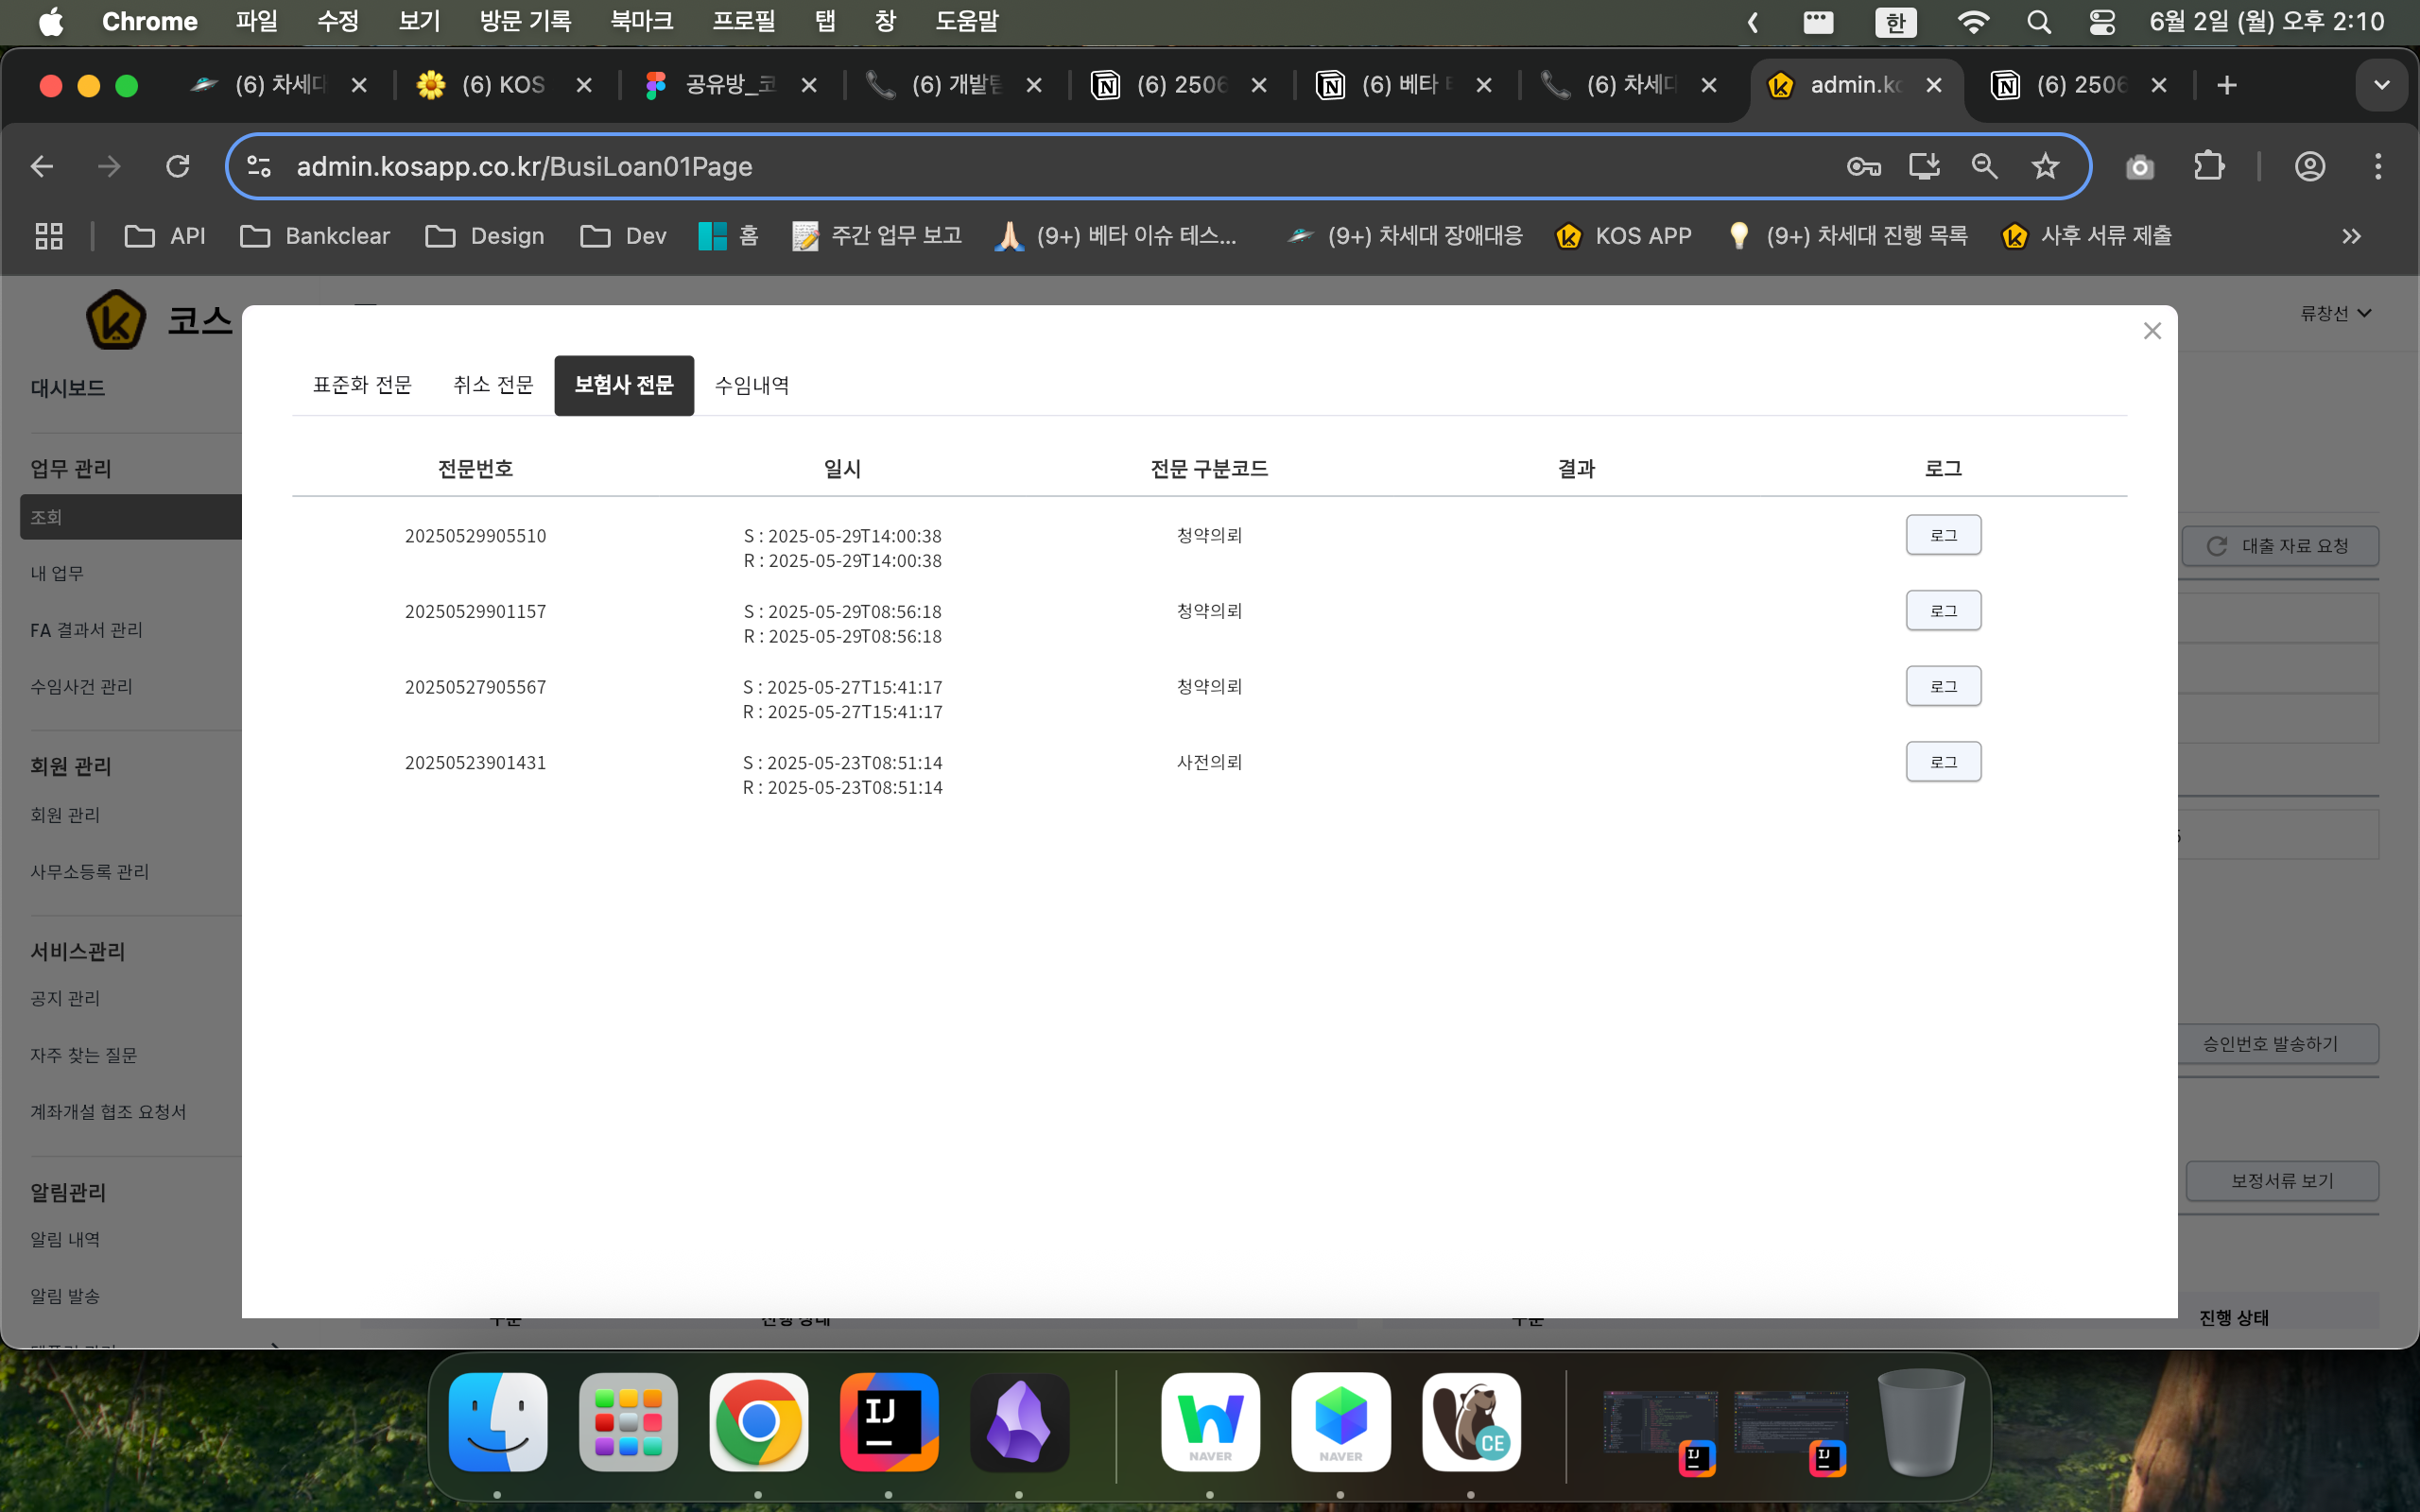 Chrome 파일 수정 보기 방문 기록 북마크 프로필 탭 창 도움말 한 6월 2일 (월) 오후 2:10
(6) 차세대 (6) KOS 공유방_코 (6) 개발팀 (6) 2506 (6) 베타 (6) 차세대 admin.ko (6) 2506
admin.kosapp.co.kr/BusiLoan01Page
API Bankclear Design Dev 홈 주간 업무 보고 (9+) 베타 이슈 테스... (9+) 차세대 장애대응 KOS APP (9+) 차세대 진행 목록 사후 서류 제출
코스
류창선
대시보드
업무 관리
조회
내 업무
FA 결과서 관리
수임사건 관리
회원 관리
회원 관리
사무소등록 관리
서비스관리
공지 관리
자주 찾는 질문
계좌개설 협조 요청서
알림관리
알림 내역
알림 발송
표준화 전문 취소 전문 보험사 전문 수임내역
전문번호 일시 전문 구분코드 결과 로그
20250529905510 S : 2025-05-29T14:00:38 청약의뢰 로그
R : 2025-05-29T14:00:38
20250529901157 S : 2025-05-29T08:56:18 청약의뢰 로그
R : 2025-05-29T08:56:18
20250527905567 S : 2025-05-27T15:41:17 청약의뢰 로그
R : 2025-05-27T15:41:17
20250523901431 S : 2025-05-23T08:51:14 사전의뢰 로그
R : 2025-05-23T08:51:14
대출 자료 요청
승인번호 발송하기
보정서류 보기
구분 진행 상태 구분 진행 상태
IJ
NAVER NAVER CE
IJ IJ